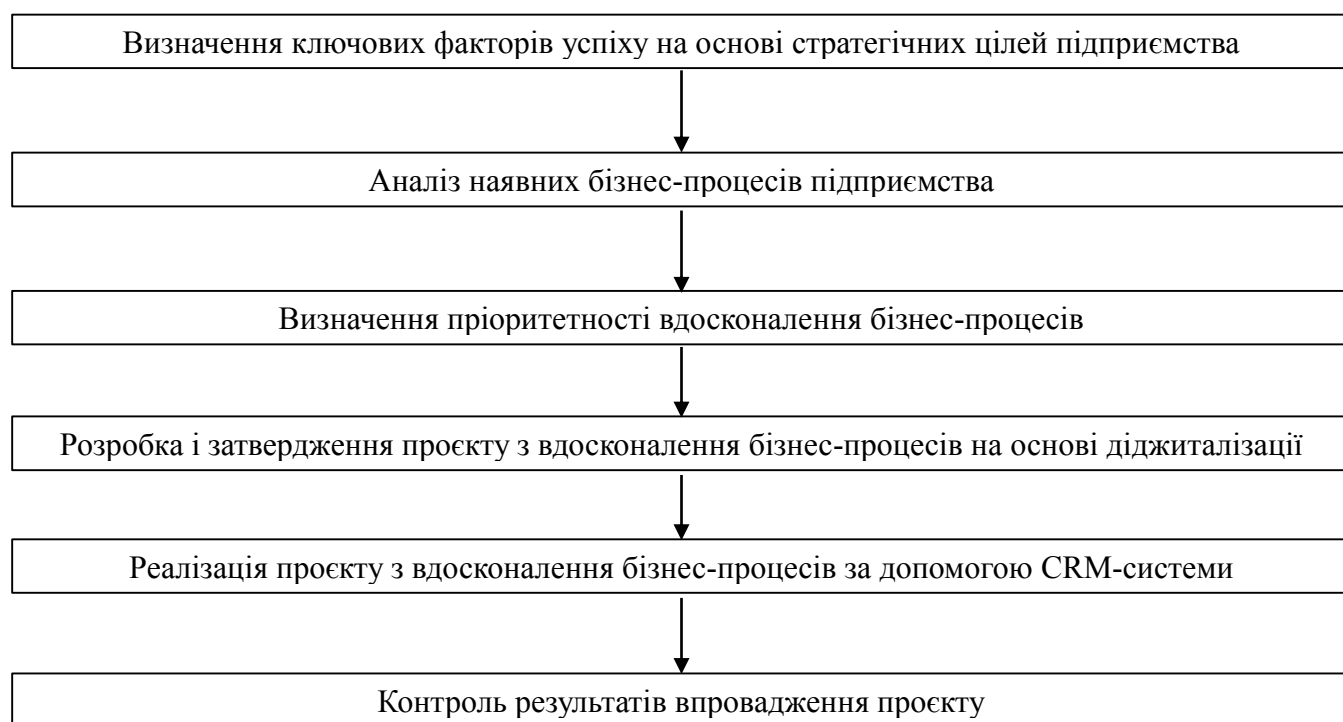 Визначення ключових факторів успіху на основі стратегічних цілей підприємства
Аналіз наявних бізнес-процесів підприємства
Визначення пріоритетності вдосконалення бізнес-процесів
Розробка і затвердження проєкту з вдосконалення бізнес-процесів на основі діджиталізації
Реалізація проєкту з вдосконалення бізнес-процесів за допомогою CRM-системи
Контроль результатів впровадження проєкту